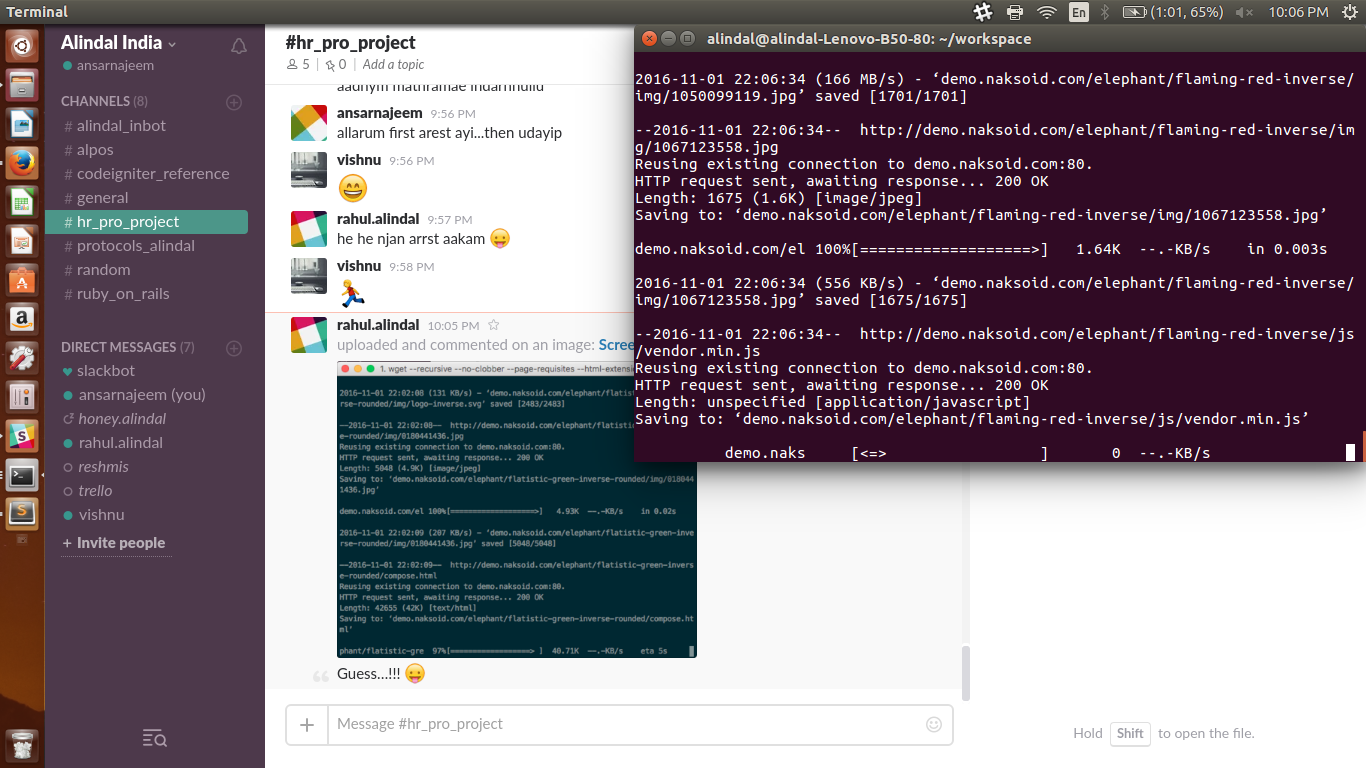 Terminal
En
(1:01, 65%)
10:06 PM
Alindal India
ansarnajeem
CHANNELS (8)
# alindal_inbot
# alpos
# codeigniter_reference
# general
# hr_pro_project
# protocols_alindal
# random
# ruby_on_rails
DIRECT MESSAGES (7)
slackbot
ansarnajeem (you)
honey.alindal
rahul.alindal
reshmis
trello
vishnu
+ Invite people
#hr_pro_project
5 | 0 | Add a topic
aadhym mathramae indarnnullu
ansarnajeem 9:56 PM
allarum first arest ayi...then udayip
vishnu 9:56 PM
😄
rahul.alindal 9:57 PM
he he njan arrst aakam 😛
vishnu 9:58 PM
🏃
rahul.alindal 10:05 PM
uploaded and commented on an image: Scree
1. wget --recursive --no-clobber --page-requisites --html-extensi
2016-11-01 22:02:08 (131 KB/s) - ‘demo.naksoid.com/elephant/flatis
rse-rounded/img/logo-inverse.svg’ saved [2483/2483]
--2016-11-01 22:02:08-- http://demo.naksoid.com/elephant/flatistic
e-rounded/img/0180441436.jpg
Reusing existing connection to demo.naksoid.com:80.
HTTP request sent, awaiting response... 200 OK
Length: 5048 (4.9K) [image/jpeg]
Saving to: ‘demo.naksoid.com/elephant/flatistic-green-inverse-rounded/img/018044
1436.jpg’
demo.naksoid.com/el 100%[===================>] 4.93K --.-KB/s in 0.02s
2016-11-01 22:02:09 (207 KB/s) - ‘demo.naksoid.com/elephant/flatistic-green-inve
rse-rounded/img/0180441436.jpg’ saved [5048/5048]
--2016-11-01 22:02:09-- http://demo.naksoid.com/elephant/flatistic-green-invers
e-rounded/compose.html
Reusing existing connection to demo.naksoid.com:80.
HTTP request sent, awaiting response... 200 OK
Length: 42655 (42K) [text/html]
Saving to: ‘demo.naksoid.com/elephant/flatistic-green-inverse-rounded/compose.ht
ml’
phant/flatistic-gre 97%[==================> ] 40.71K --.-KB/s eta 5s
Guess...!!! 😛
Message #hr_pro_project
alindal@alindal-Lenovo-B50-80: ~/workspace
2016-11-01 22:06:34 (166 MB/s) - ‘demo.naksoid.com/elephant/flaming-red-inverse/
img/1050099119.jpg’ saved [1701/1701]
--2016-11-01 22:06:34-- http://demo.naksoid.com/elephant/flaming-red-inverse/im
g/1067123558.jpg
Reusing existing connection to demo.naksoid.com:80.
HTTP request sent, awaiting response... 200 OK
Length: 1675 (1.6K) [image/jpeg]
Saving to: ‘demo.naksoid.com/elephant/flaming-red-inverse/img/1067123558.jpg’
demo.naksoid.com/el 100%[===================>] 1.64K --.-KB/s in 0.003s
2016-11-01 22:06:34 (556 KB/s) - ‘demo.naksoid.com/elephant/flaming-red-inverse/
img/1067123558.jpg’ saved [1675/1675]
--2016-11-01 22:06:34-- http://demo.naksoid.com/elephant/flaming-red-inverse/js
/vendor.min.js
Reusing existing connection to demo.naksoid.com:80.
HTTP request sent, awaiting response... 200 OK
Length: unspecified [application/javascript]
Saving to: ‘demo.naksoid.com/elephant/flaming-red-inverse/js/vendor.min.js’
demo.naks [<=> ] 0 --.-KB/s
Hold Shift to open the file.